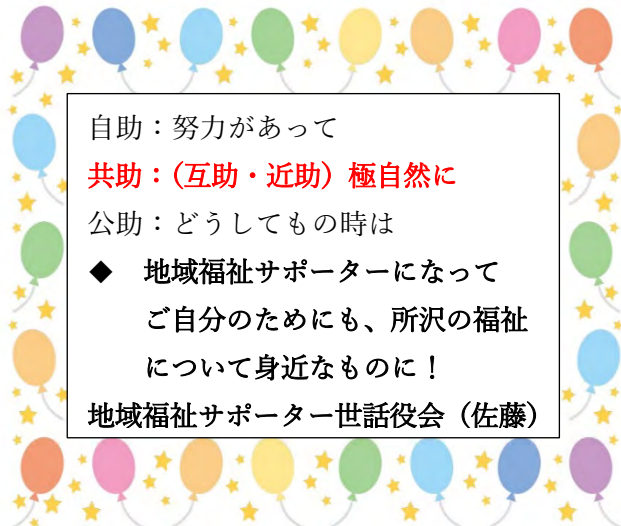 自助：努力があって
共助：（互助・近助）極自然に
公助：どうしてもの時は
◆　地域福祉サポーターになって
ご自分のためにも、所沢の福祉
について身近なものに！
地域福祉サポーター世話役会（佐藤）